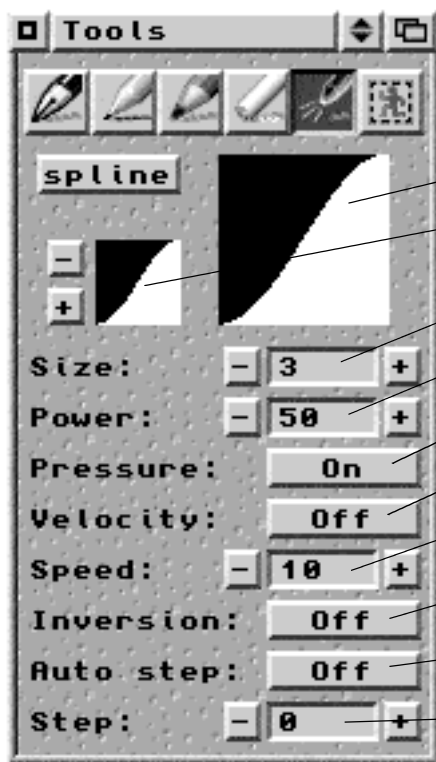 Tools
spline
-
+
Size: - 3 +
Power: - 50 +
Pressure: On
Velocity: Off
Speed: - 10 +
Inversion: Off
Auto step: Off
Step: - 0 +